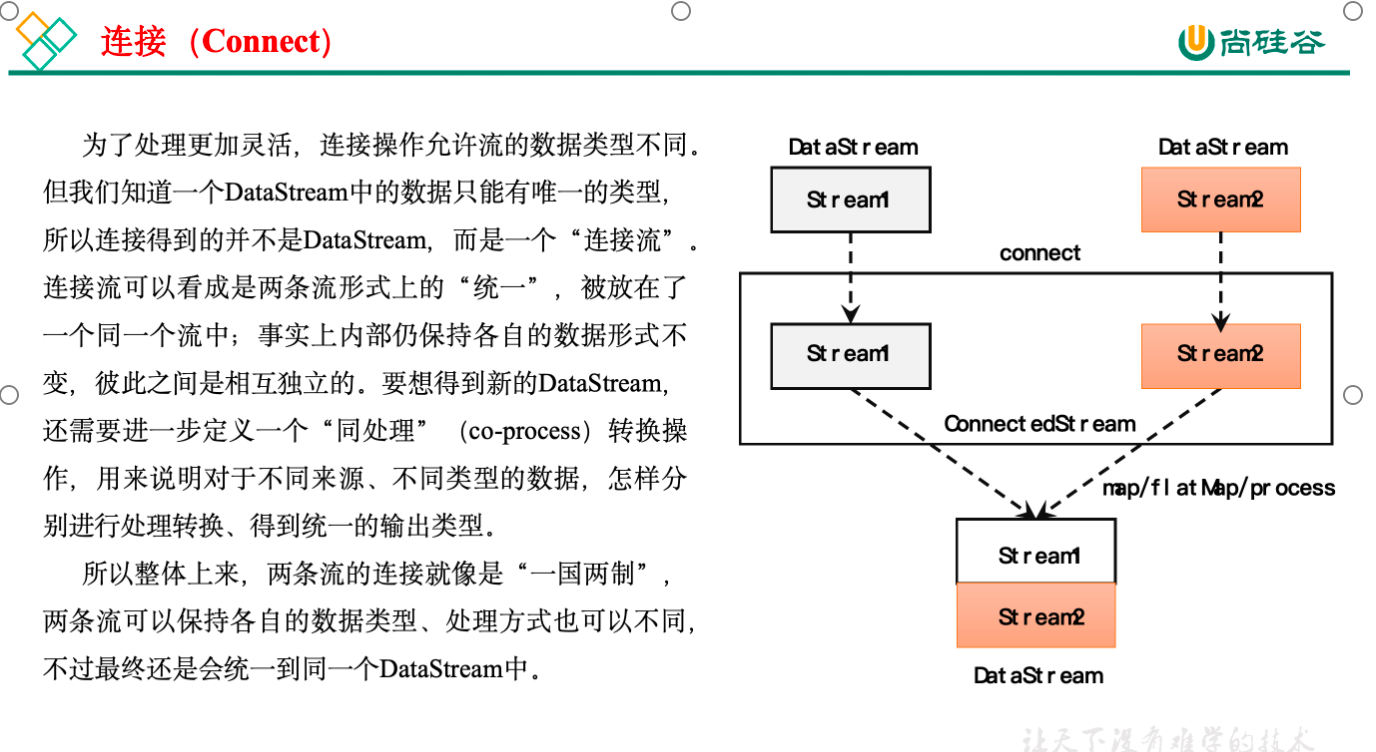 连接（Connect）
尚硅谷
为了处理更加灵活，连接操作允许流的数据类型不同。
但我们知道一个DataStream中的数据只能有唯一的类型，
所以连接得到的并不是DataStream，而是一个“连接流”。
连接流可以看成是两条流形式上的“统一”，被放在了
一个同一个流中；事实上内部仍保持各自的数据形式不
变，彼此之间是相互独立的。要想得到新的DataStream，
还需要进一步定义一个“同处理”（co-process）转换操
作，用来说明对于不同来源、不同类型的数据，怎样分
别进行处理转换、得到统一的输出类型。
所以整体上来，两条流的连接就像是“一国两制”，
两条流可以保持各自的数据类型、处理方式也可以不同，
不过最终还是会统一到同一个DataStream中。
DataStream
DataStream
Stream1
Stream2
connect
Stream1
Stream2
ConnectedStream
map/flatMap/process
Stream1
Stream2
DataStream
让天下没有难学的技术